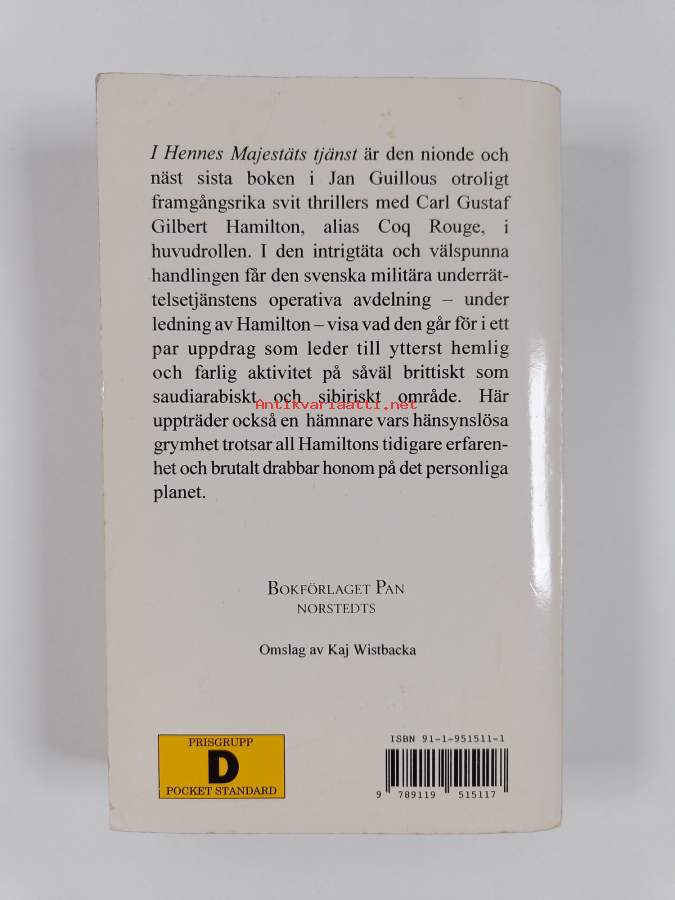 I Hennes Majestäts tjänst är den nionde och
näst sista boken i Jan Guillous otroligt
framgångsrika svit thrillers med Carl Gustaf
Gilbert Hamilton, alias Coq Rouge, i
huvudrollen. I den intrigtäta och välspunna
handlingen får den svenska militära underrät-
telsetjänstens operativa avdelning – under
ledning av Hamilton – visa vad den går för i ett
par uppdrag som leder till ytterst hemlig
och farlig aktivitet på såväl brittiskt som
saudiarabiskt och sibiriskt område. Här
Antikvariaatti.net
uppträder också en hämnare vars hänsynslösa
grymhet trotsar all Hamiltons tidigare erfaren-
het och brutalt drabbar honom på det personliga
planet.
BOKFÖRLAGET PAN
NORSTEDTS
Omslag av Kaj Wistbacka
PRISGRUPP
D
POCKET STANDARD
ISBN 91-1-951511-1
9 789119 515117